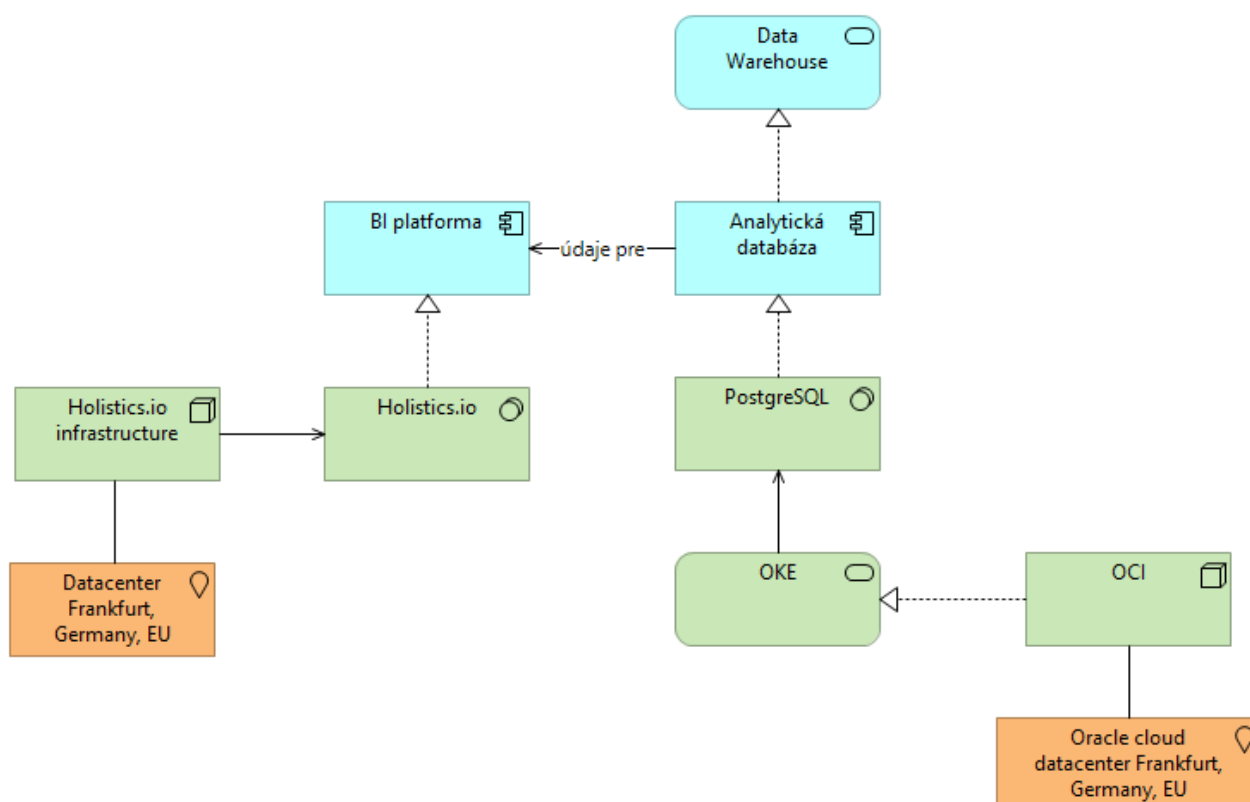 Data
Warehouse
BI platforma
Analytická
databáza
údaje pre
Holistics.io
infrastructure
Holistics.io
PostgreSQL
Datacenter
Frankfurt,
Germany, EU
OKE
OCI
Oracle cloud
datacenter Frankfurt,
Germany, EU